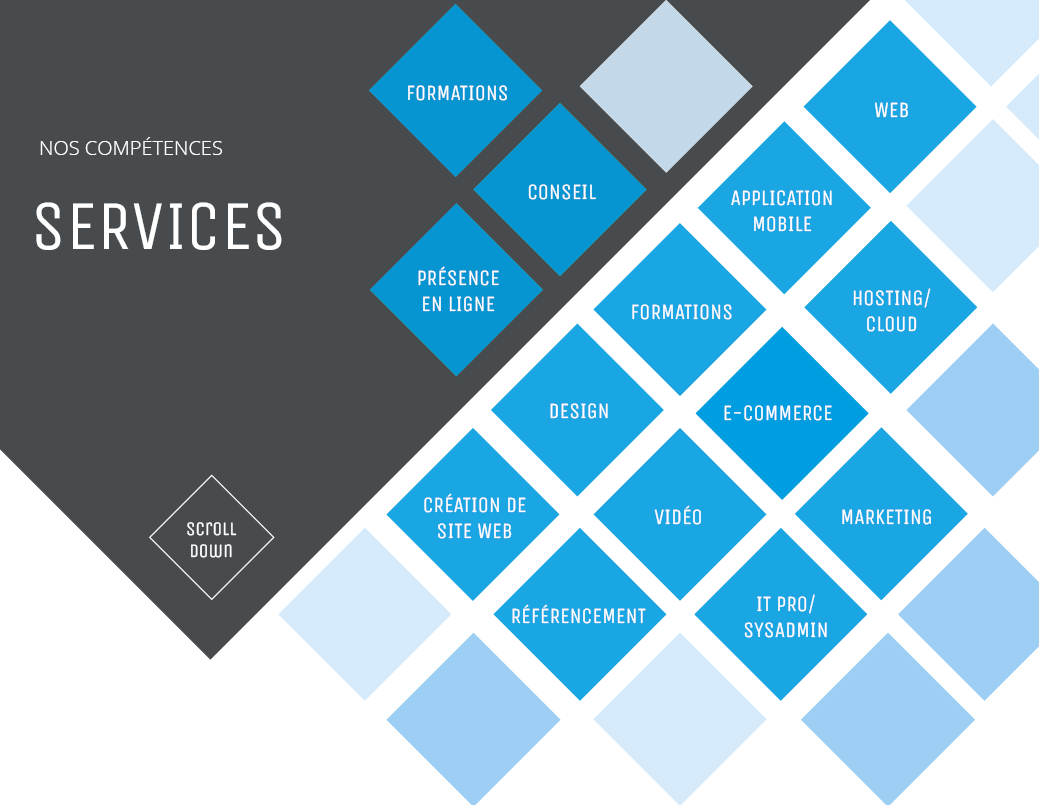 NOS COMPÉTENCES
SERVICES
FORMATIONS
CONSEIL
PRÉSENCE
EN LIGNE
WEB
APPLICATION
MOBILE
HOSTING/
CLOUD
FORMATIONS
DESIGN
E-COMMERCE
CRÉATION DE
SITE WEB
VIDÉO
MARKETING
RÉFÉRENCEMENT
IT PRO/
SYSADMIN
SCROLL
DOWN